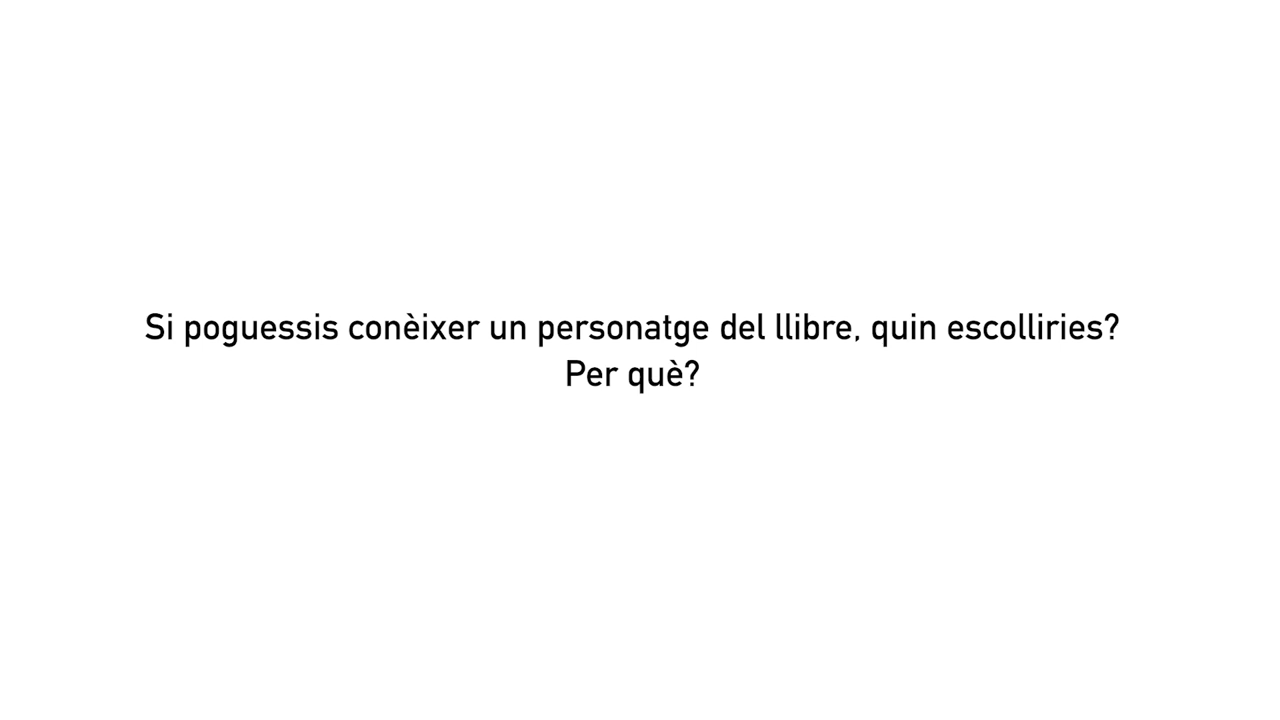 Si poguessis conèixer un personatge del llibre, quin escolliries?
Per què?